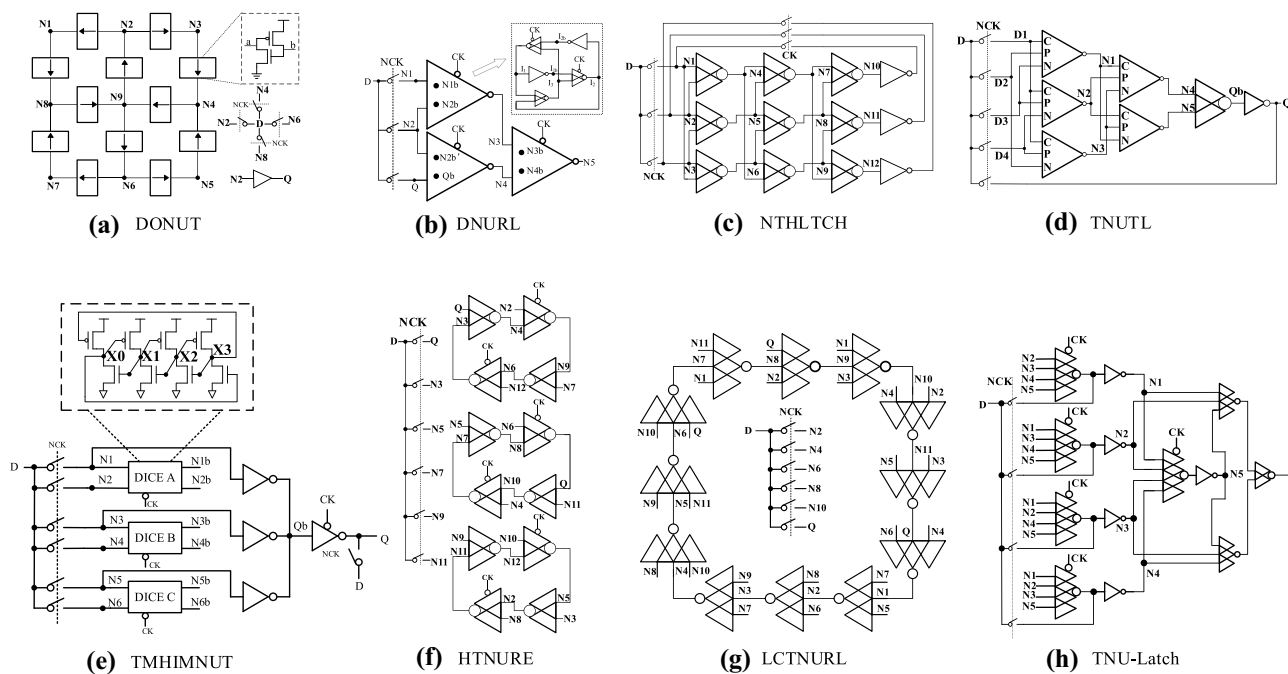 N1 N2 N3
a b
N8 N9 N4
N4
NCK
N2 D N6
NCK
N8
N7 N6 N5
N2 Q
(a) DONUT
NCK CK
D N1
N1b
N2b
N2
CK
N3
N3b
N4b
N5
N2b'
Qb
N4
Q
CK I2b I2
CK
I1 I1b
I3
(b) DNURL
CK
D N1 N4 N7 N10
N2 N5 N8 N11
N3 N6 N9 N12
NCK
(c) NTHLTCH
NCK
D D1 C P N
N1 C P N
D2 C P N
N2 N4 Qb
N5 Q
D3
C P N
D4 C P N
N3
(d) TNUTL
X0 X1 X2 X3
NCK
D N1 DICE A N1b
N2 N2b
CK
N3 DICE B N3b
N4 N4b
CK
N5 DICE C N5b
N6 N6b
CK
Qb CK Q
NCK
D
(e) TMHIMNUT
NCK
D Q
N3
N5
N7
N9
N11
CK
Q N2
N3 N4
CK
N6 N9
N12 N7
CK
N5 N6
N7 N8
CK
N10 Q
N4 N11
CK
N9 N10
N11 N12
CK
N2 N5
N8 N3
(f) HTNURE
N11 Q N1
N7 N8 N9
N1 N2 N3
N10
N4 N2
N10 N6 Q
NCK
D N2
N4
N6
N8
N10
Q
N11
N5 N3
N9 N5 N11
N6 Q N4
N8 N4 N10
N9 N8 N7
N3 N2 N1
N7 N6 N5
(g) LCTNURL
CK
N2
N3
N4
N5
NCK
D
N1
CK
N1
N3
N4
N5
N2
CK
N5
CK
N1
N2
N4
N5
N3
CK
N1
N2
N3
N5
N4
(h) TNU-Latch